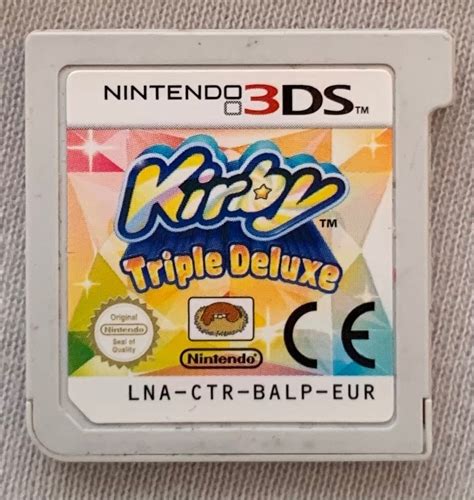 NINTENDO 3DS™
Kirby™
Triple Deluxe
Original
Nintendo
Seal of
Quality
Nintendo®
CE
LNA-CTR-BALP-EUR